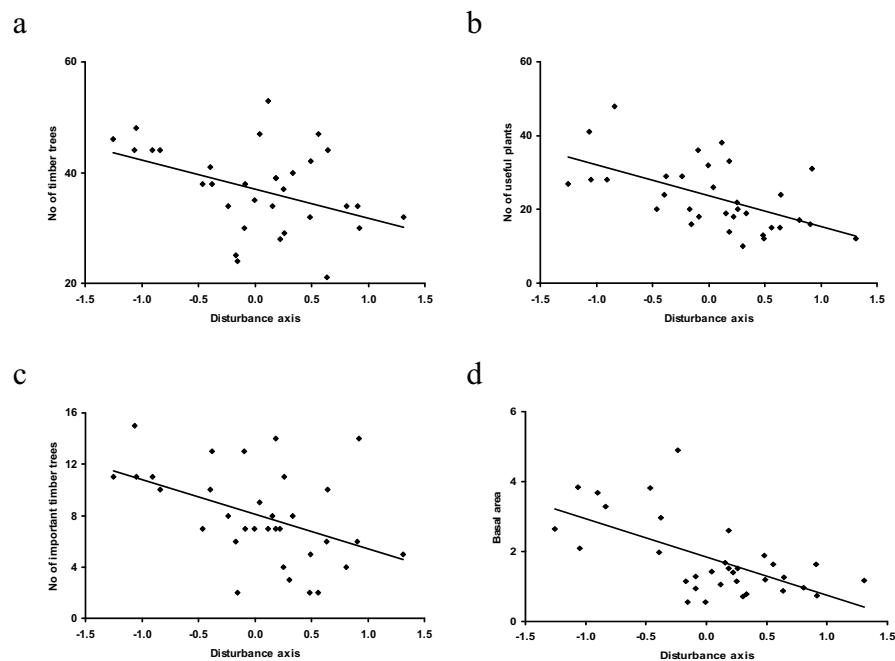 a
60
40
20
No of timber trees
-1.5 -1.0 -0.5 0.0 0.5 1.0 1.5
Disturbance axis
b
60
40
20
0
No of useful plants
-1.5 -1.0 -0.5 0.0 0.5 1.0 1.5
Disturbance axis
c
16
12
8
4
0
No of important timber trees
-1.5 -1.0 -0.5 0.0 0.5 1.0 1.5
Disturbance axis
d
6
4
2
0
Basal area
-1.5 -1.0 -0.5 0.0 0.5 1.0 1.5
Disturbance axis